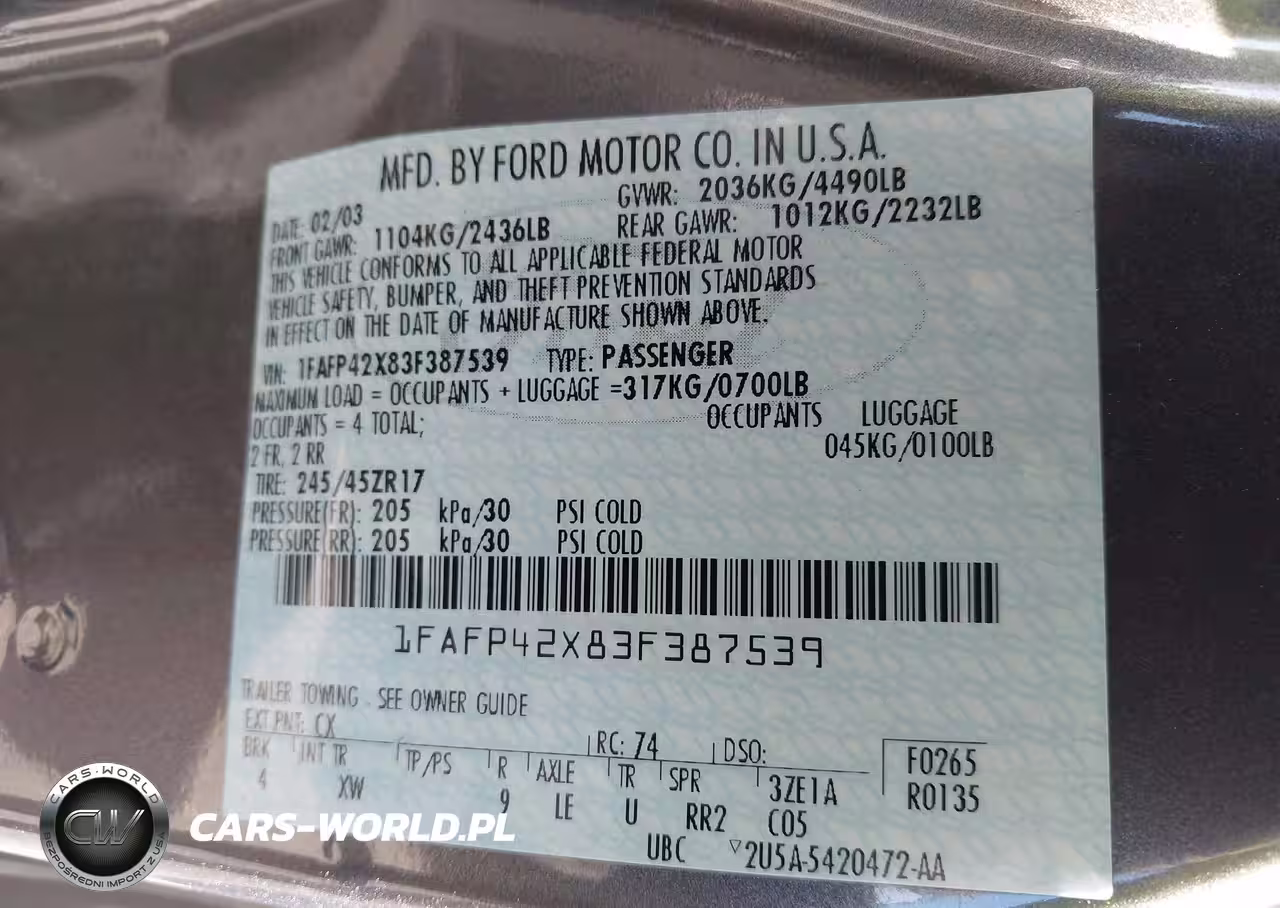 MFD. BY FORD MOTOR CO. IN U.S.A.
DATE: 02/03 GVWR: 2036KG/4490LB
FRONT GAWR: 1104KG/2436LB REAR GAWR: 1012KG/2232LB
THIS VEHICLE CONFORMS TO ALL APPLICABLE FEDERAL MOTOR
VEHICLE SAFETY, BUMPER, AND THEFT PREVENTION STANDARDS
IN EFFECT ON THE DATE OF MANUFACTURE SHOWN ABOVE.
VIN: 1FAFP42X83F387539 TYPE: PASSENGER
MAXIMUM LOAD = OCCUPANTS + LUGGAGE =317KG/0700LB
OCCUPANTS = 4 TOTAL; OCCUPANTS LUGGAGE
2 FR, 2 RR 045KG/0100LB
TIRE: 245/45ZR17
PRESSURE(FR): 205 kPa/30 PSI COLD
PRESSURE(RR): 205 kPa/30 PSI COLD
1FAFP42X83F387539
TRAILER TOWING - SEE OWNER GUIDE
EXT PNT: CX RC: 74 DSO: F0265
BRK INT TR TP/PS R AXLE TR SPR 3ZE1A R0135
4 XW 9 LE U RR2 C05
UBC ▽2U5A-5420472-AA
CARS-WORLD
CW
BEZPOŚREDNI IMPORT Z USA
CARS-WORLD.PL